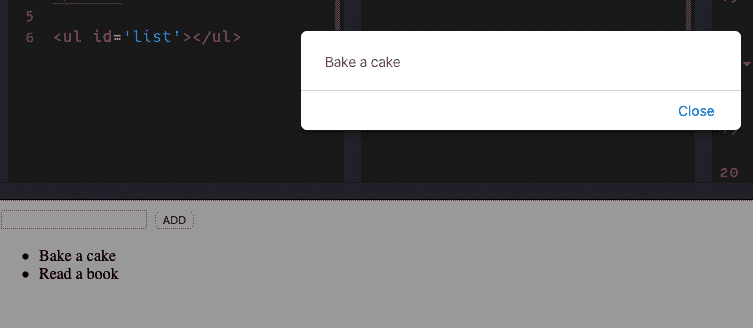 5
6 <ul id='list'></ul>
Bake a cake
Close
20
ADD
Bake a cake
Read a book